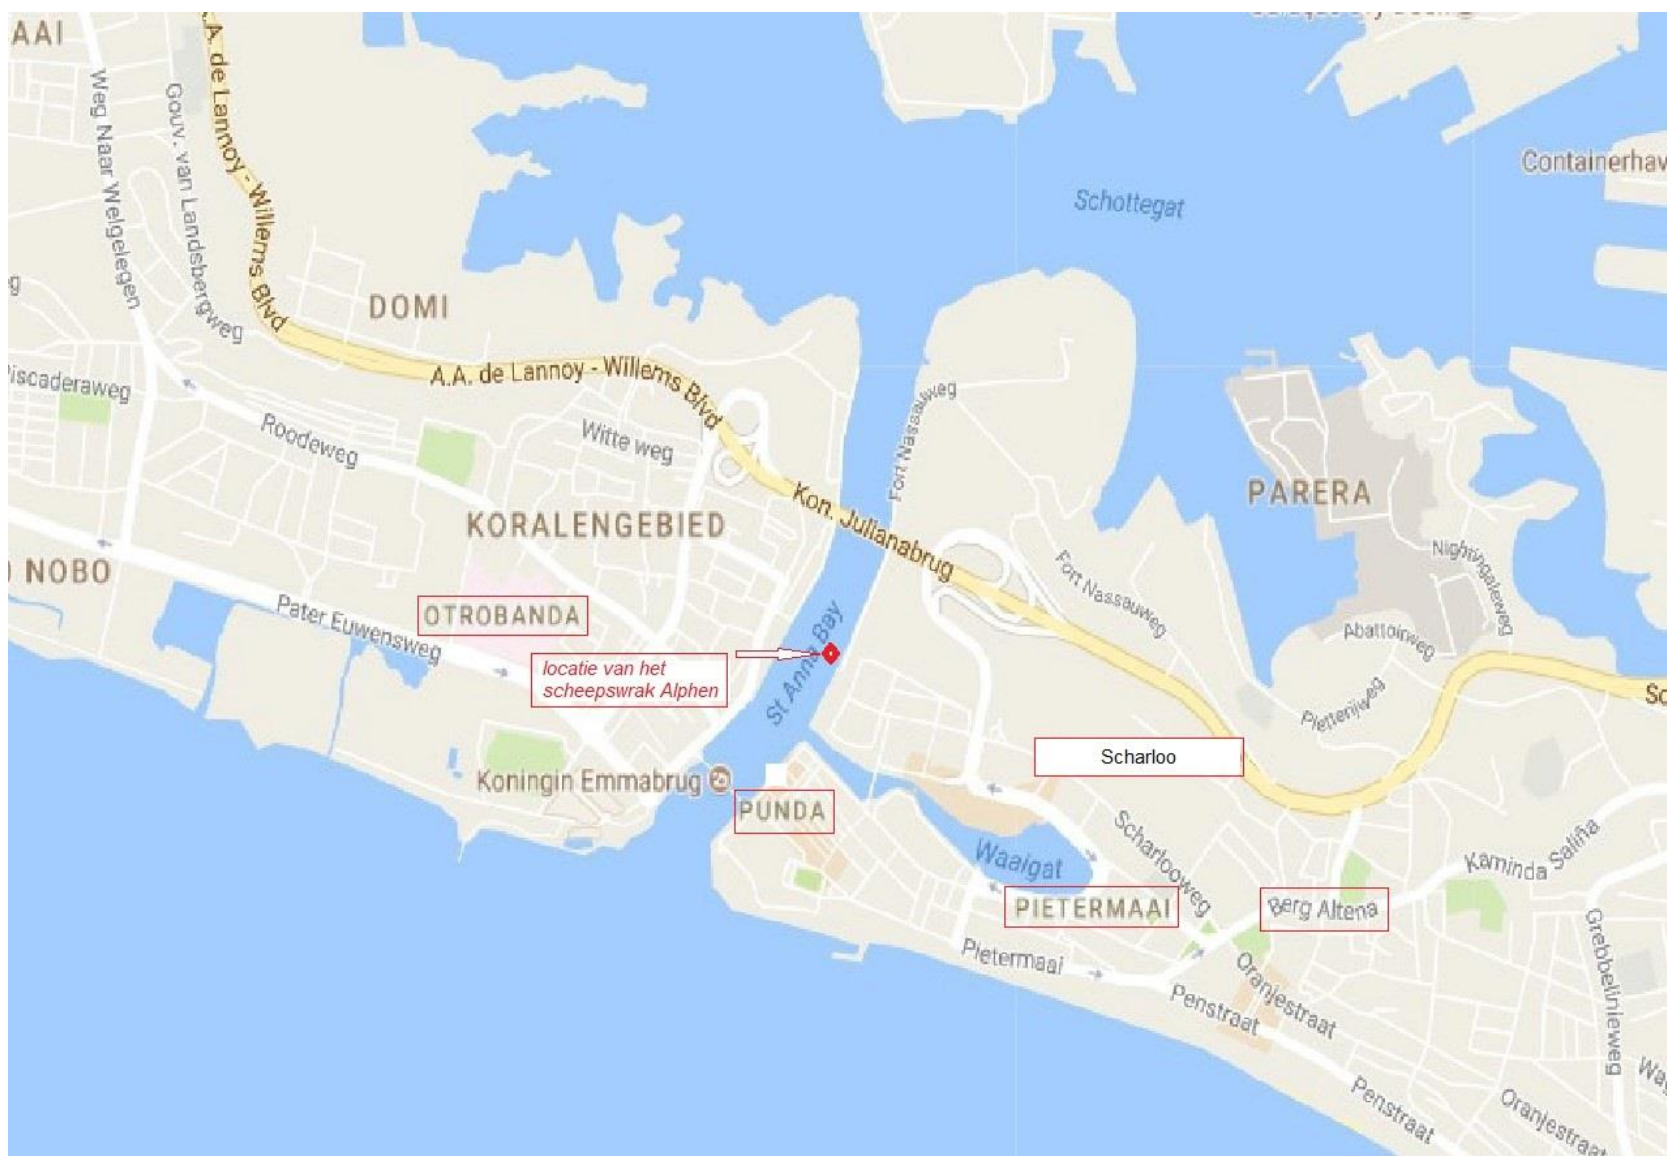 AAI
A.A. de Lannoy - Willems Blvd
Weg Naar Welgelegen
Gouv. van Landsbergweg
Schottegat
Containerhav
DOMI
A.A. de Lannoy - Willems Blvd
Piscaderaweg
Fort Nassauweg
Roodeweg
Witte weg
Kon. Julianabrug
PARERA
KORALENGEBIED
NOBO
Fort Nassauweg
Nightingaleweg
Abattoirweg
OTROBANDA
Pater Euwensweg
St Anna Bay
locatie van het
scheepswrak Alphen
Pletterijweg
Sc
Scharloo
Koningin Emmabrug
PUNDA
Waaigat
Scharlooweg
Kaminda Saliña
PIETERMAAI
Berg Altena
Pietermaai
Penstraat
Oranjestraat
Grebbelinieweg
Penstraat
Oranjestraat
Wag